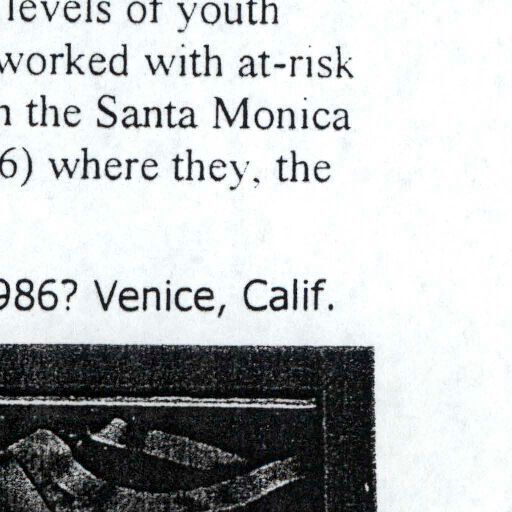 levels of youth
worked with at-risk
the Santa Monica
6) where they, the
986? Venice, Calif.